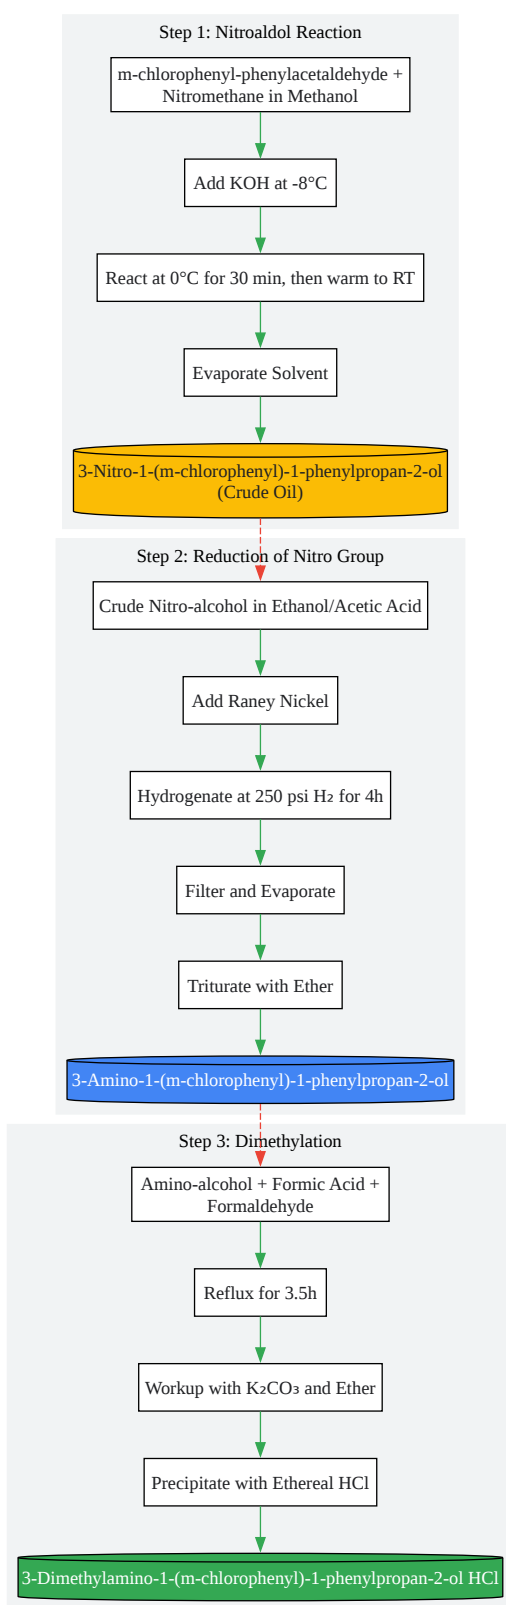 Step 1: Nitroaldol Reaction
m-chlorophenyl-phenylacetaldehyde +
Nitromethane in Methanol
Add KOH at -8°C
React at 0°C for 30 min, then warm to RT
Evaporate Solvent
3-Nitro-1-(m-chlorophenyl)-1-phenylpropan-2-ol
(Crude Oil)
Step 2: Reduction of Nitro Group
Crude Nitro-alcohol in Ethanol/Acetic Acid
Add Raney Nickel
Hydrogenate at 250 psi H₂ for 4h
Filter and Evaporate
Triturate with Ether
3-Amino-1-(m-chlorophenyl)-1-phenylpropan-2-ol
Step 3: Dimethylation
Amino-alcohol + Formic Acid +
Formaldehyde
Reflux for 3.5h
Workup with K₂CO₃ and Ether
Precipitate with Ethereal HCl
3-Dimethylamino-1-(m-chlorophenyl)-1-phenylpropan-2-ol HCl